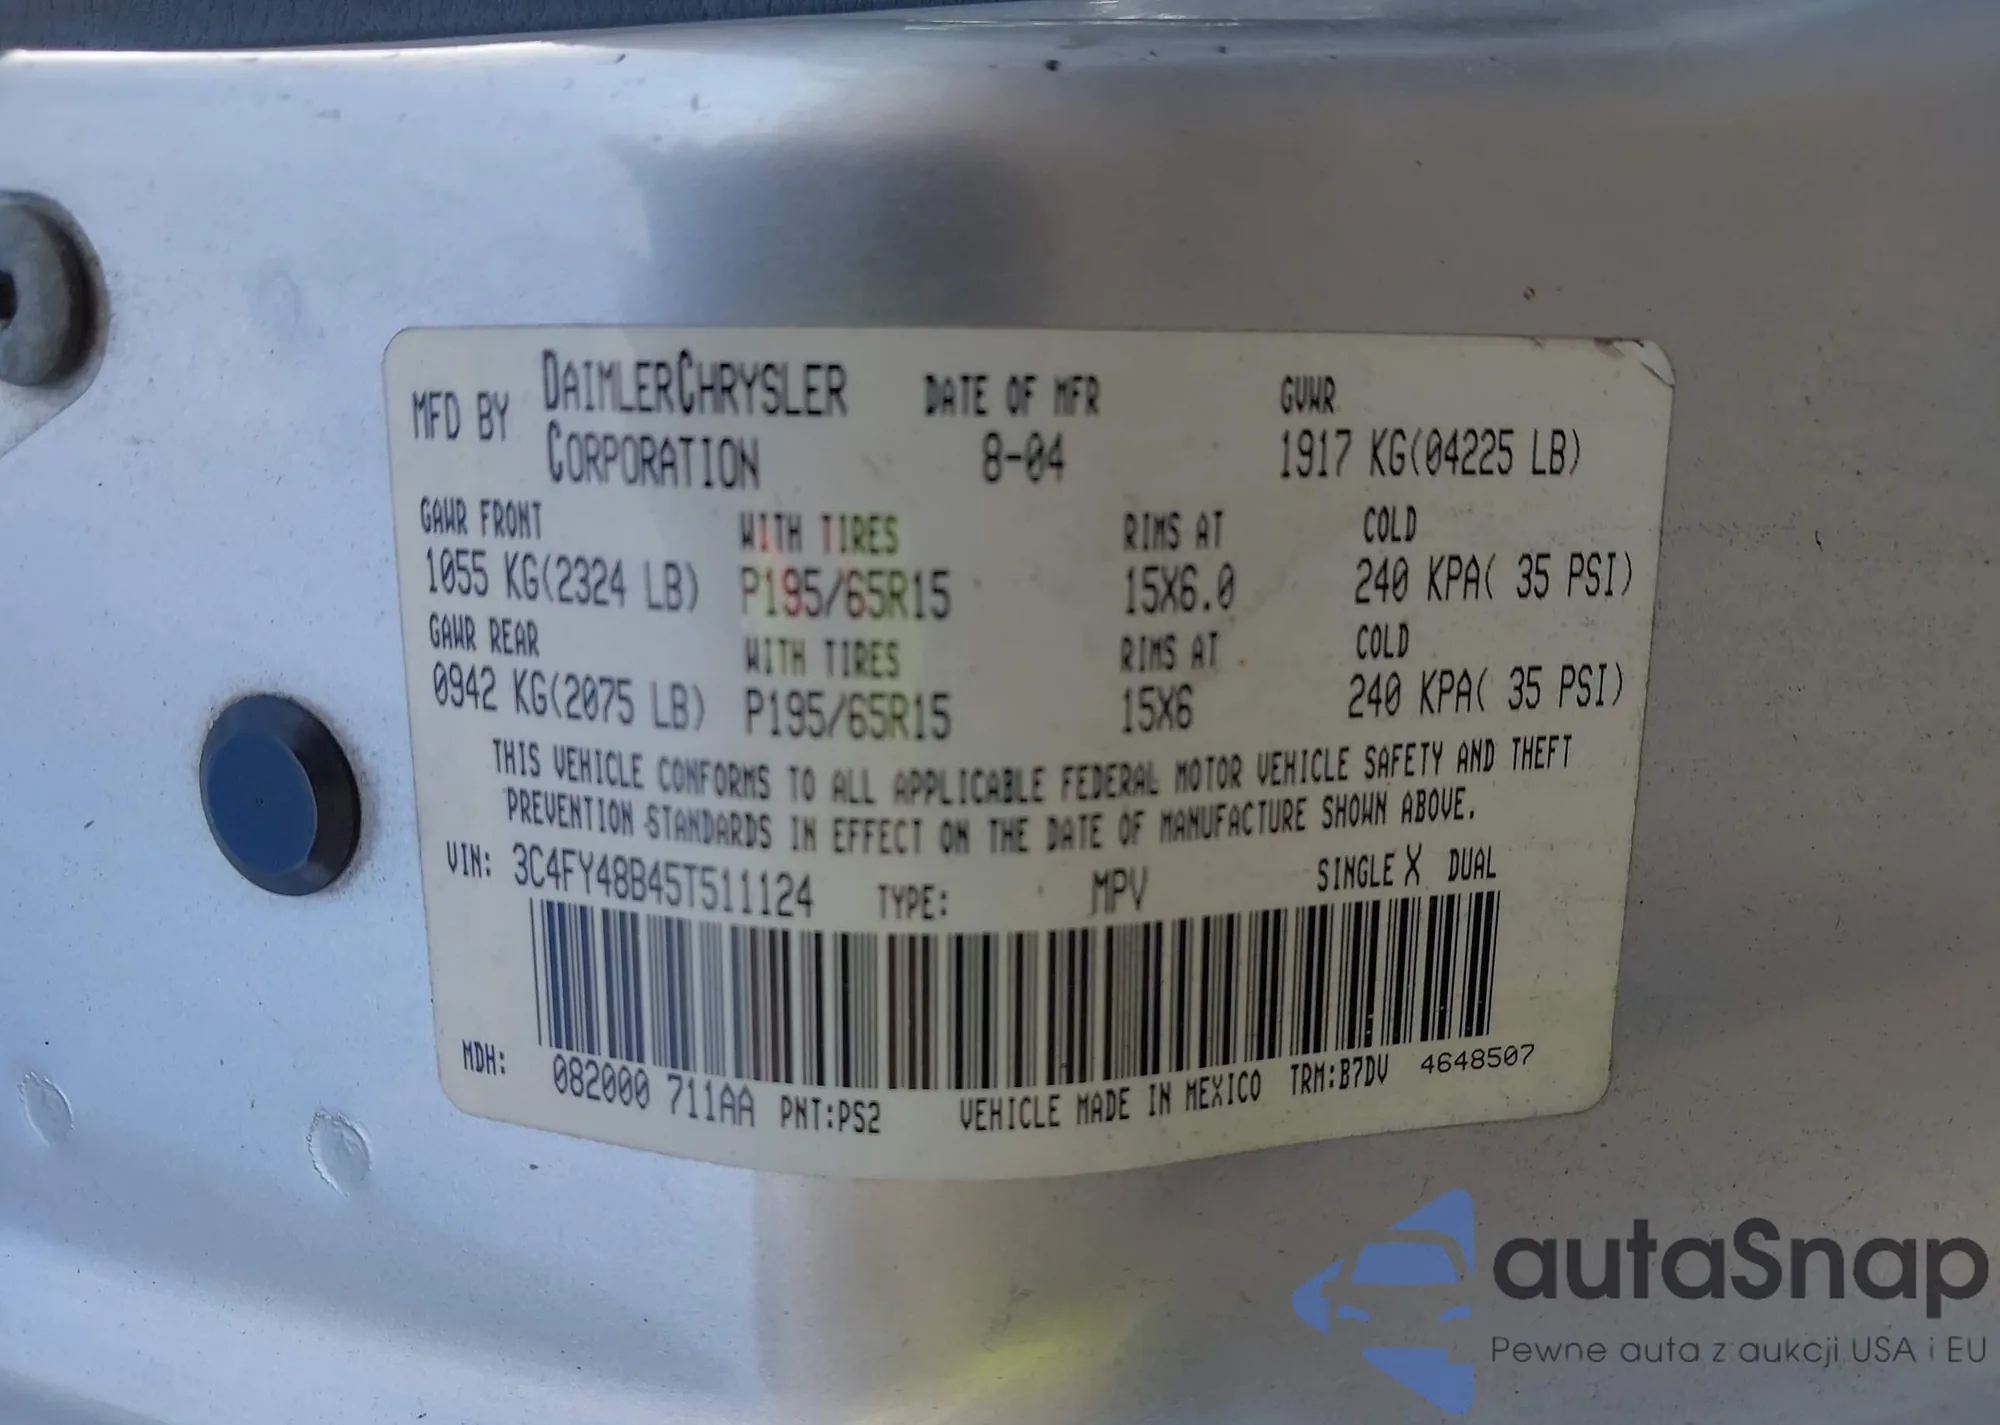 MFD BY DAIMLERCHRYSLER CORPORATION DATE OF MFR 8-04 GVWR 1917 KG(04225 LB)
GAWR FRONT WITH TIRES RIMS AT COLD
1055 KG(2324 LB) P195/65R15 15X6.0 240 KPA( 35 PSI)
GAWR REAR WITH TIRES RIMS AT COLD
0942 KG(2075 LB) P195/65R15 15X6 240 KPA( 35 PSI)
THIS VEHICLE CONFORMS TO ALL APPLICABLE FEDERAL MOTOR VEHICLE SAFETY AND THEFT
PREVENTION STANDARDS IN EFFECT ON THE DATE OF MANUFACTURE SHOWN ABOVE.
VIN: 3C4FY48B45T511124 TYPE: MPV SINGLE X DUAL
MDH: 082000 711AA PNT:PS2 VEHICLE MADE IN MEXICO TRM:B7DV 4648507
autaSnap
Pewne auta z aukcji USA i EU